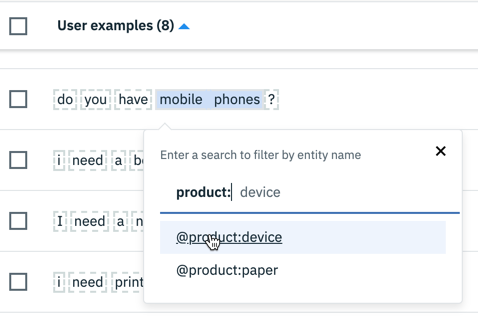 User examples (8)
do you have mobile phones ?
Enter a search to filter by entity name
i need a
product: device
I need a
@product:device
@product:paper
i need print